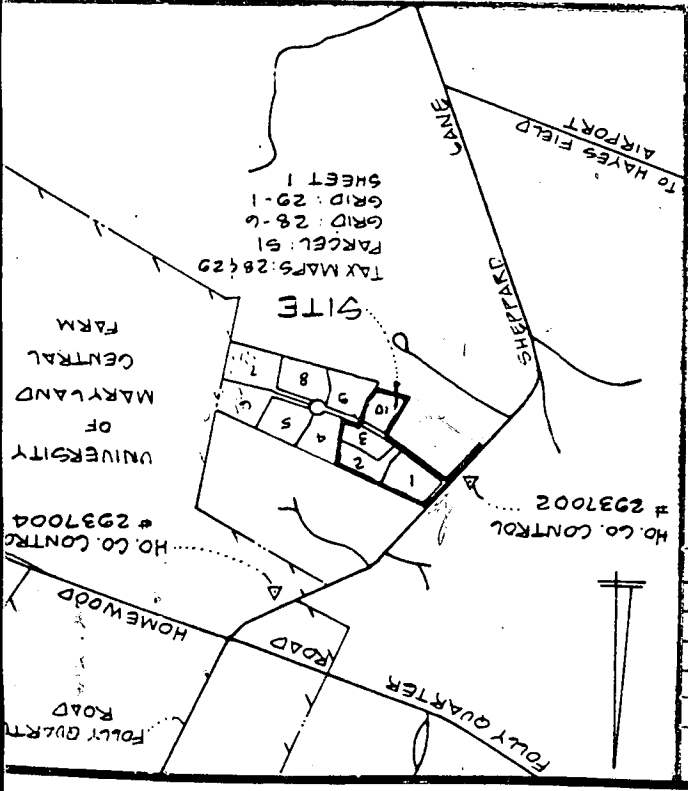 FOLLY QUARTER
ROAD
FOLLY
ROAD
HOMEWOOD
HO. CO. CONTROL
# 2937002
HO. CO.
# 2937004
UNIVERSITY
OF
MARYLAND
CENTRAL
FARM
1
2
3
4
5
6
10
9
8
7
SHEPPARD
LANE
SITE
TAX MAPS: 28 & 29
PARCEL: 51
GRID: 28-6
GRID: 29-1
SHEET 1
TO HAYES FIELD
AIRPORT